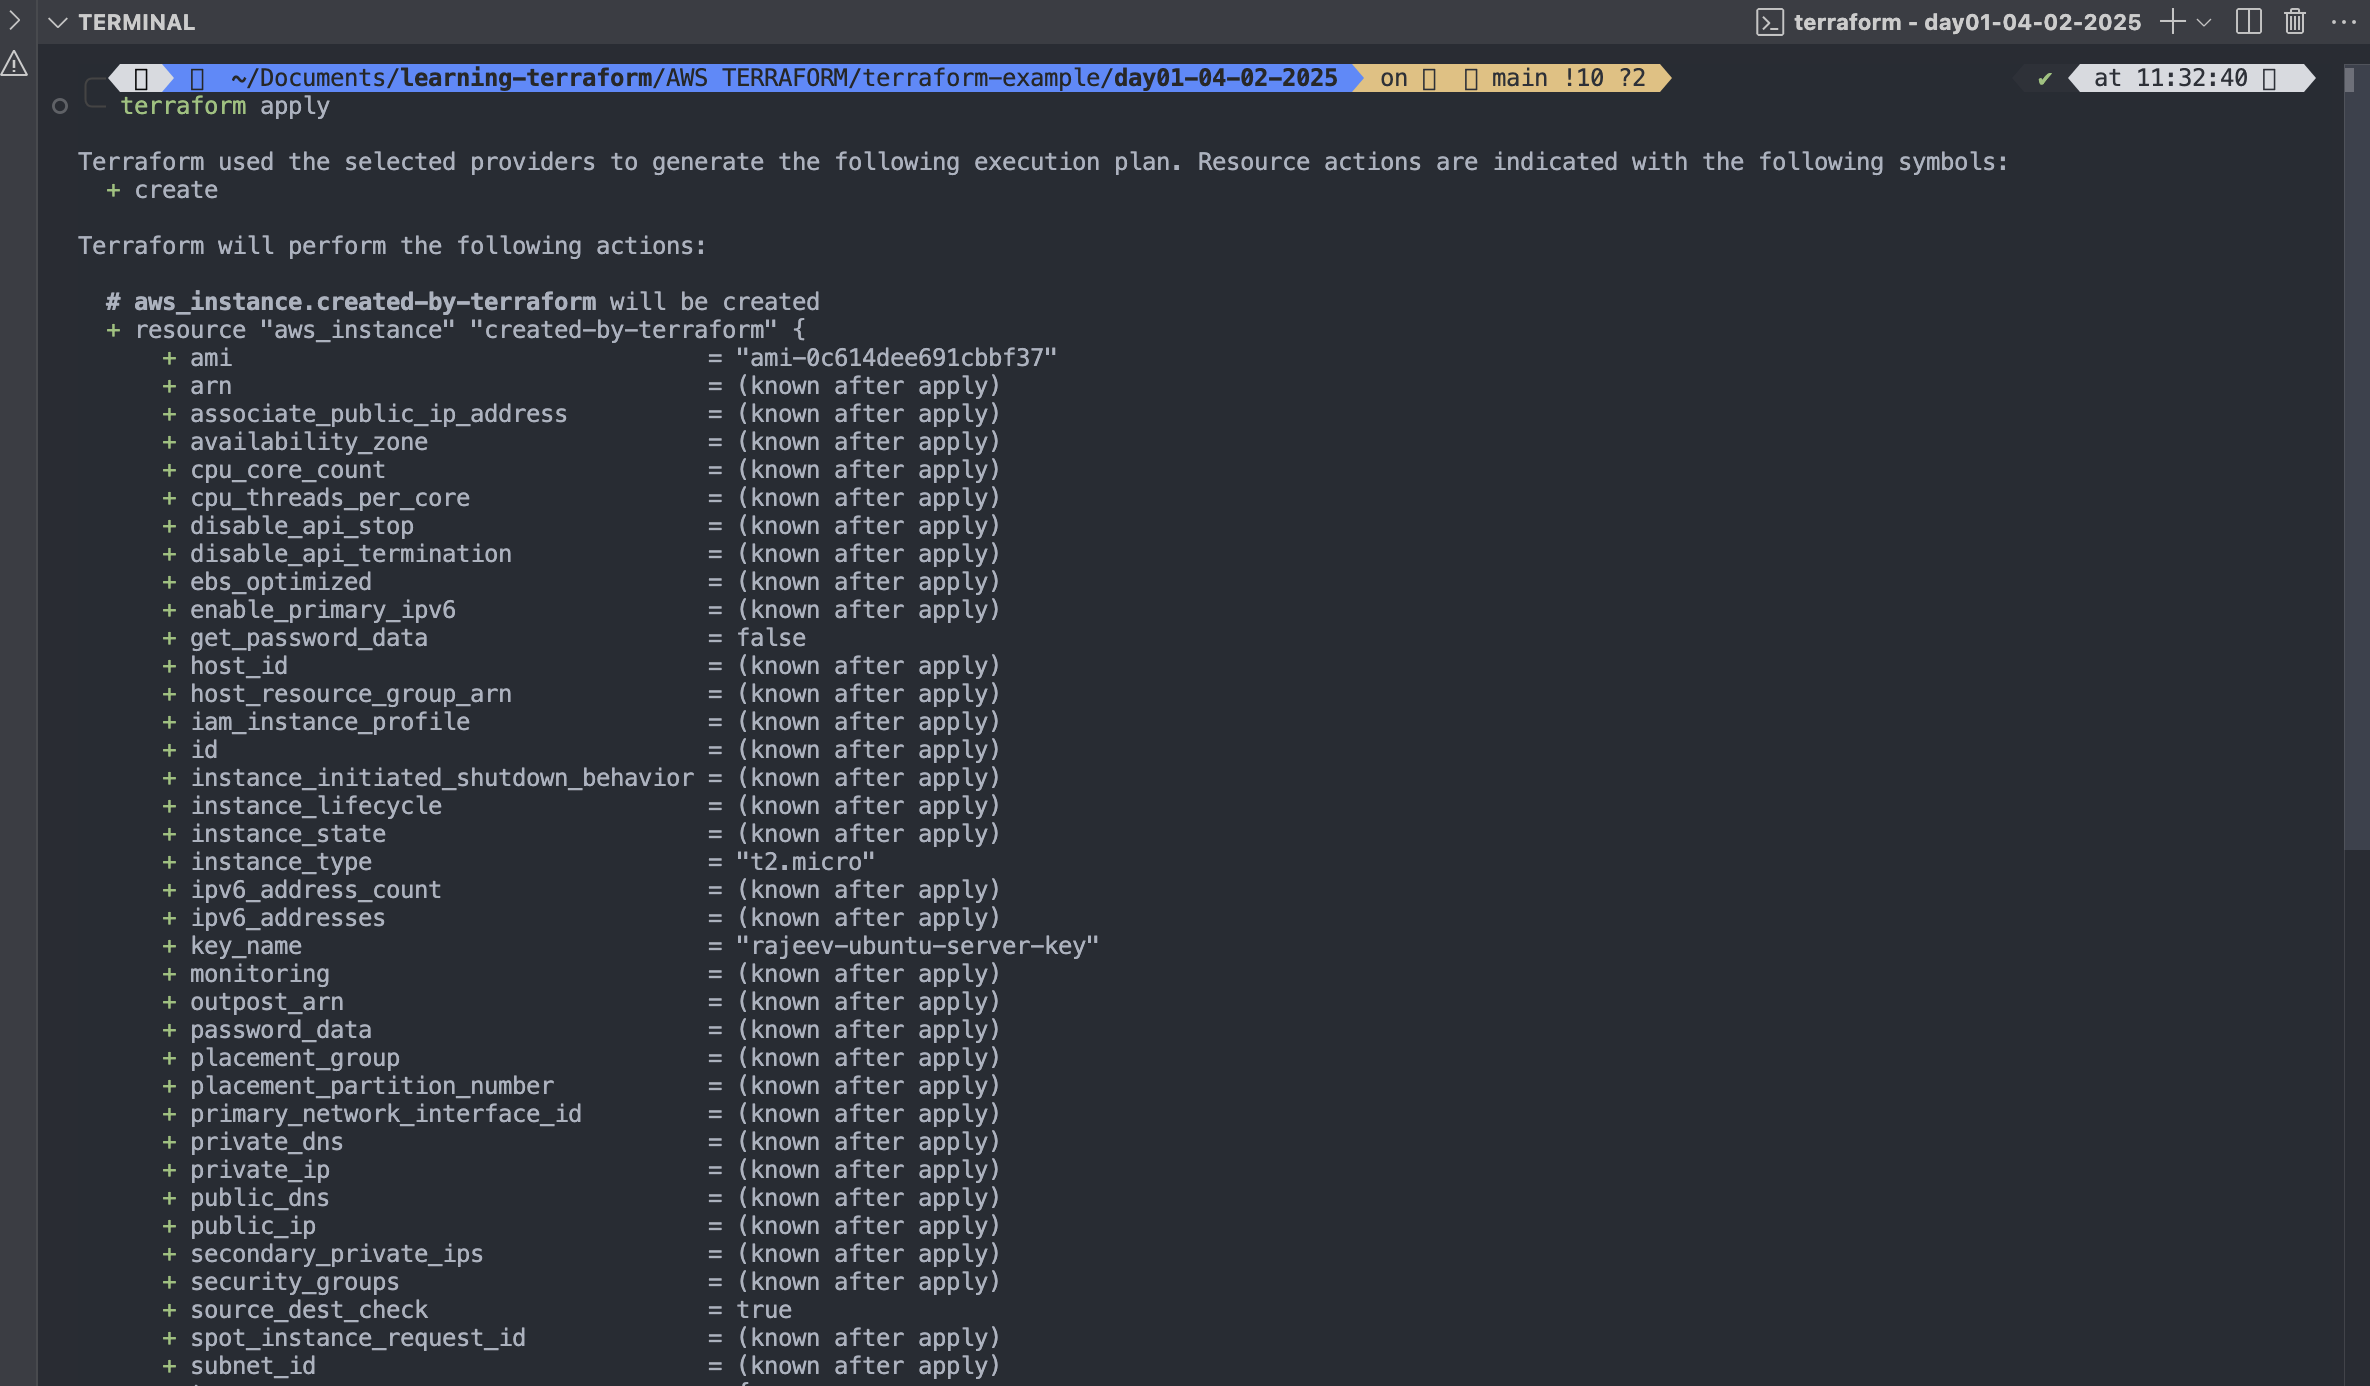 TERMINAL
terraform - day01-04-02-2025
~/Documents/learning-terraform/AWS TERRAFORM/terraform-example/day01-04-02-2025 on main !10 ?2 ✔ at 11:32:40
terraform apply
Terraform used the selected providers to generate the following execution plan. Resource actions are indicated with the following symbols:
+ create
Terraform will perform the following actions:
# aws_instance.created-by-terraform will be created
+ resource "aws_instance" "created-by-terraform" {
+ ami = "ami-0c614dee691cbbf37"
+ arn = (known after apply)
+ associate_public_ip_address = (known after apply)
+ availability_zone = (known after apply)
+ cpu_core_count = (known after apply)
+ cpu_threads_per_core = (known after apply)
+ disable_api_stop = (known after apply)
+ disable_api_termination = (known after apply)
+ ebs_optimized = (known after apply)
+ enable_primary_ipv6 = (known after apply)
+ get_password_data = false
+ host_id = (known after apply)
+ host_resource_group_arn = (known after apply)
+ iam_instance_profile = (known after apply)
+ id = (known after apply)
+ instance_initiated_shutdown_behavior = (known after apply)
+ instance_lifecycle = (known after apply)
+ instance_state = (known after apply)
+ instance_type = "t2.micro"
+ ipv6_address_count = (known after apply)
+ ipv6_addresses = (known after apply)
+ key_name = "rajeev-ubuntu-server-key"
+ monitoring = (known after apply)
+ outpost_arn = (known after apply)
+ password_data = (known after apply)
+ placement_group = (known after apply)
+ placement_partition_number = (known after apply)
+ primary_network_interface_id = (known after apply)
+ private_dns = (known after apply)
+ private_ip = (known after apply)
+ public_dns = (known after apply)
+ public_ip = (known after apply)
+ secondary_private_ips = (known after apply)
+ security_groups = (known after apply)
+ source_dest_check = true
+ spot_instance_request_id = (known after apply)
+ subnet_id = (known after apply)